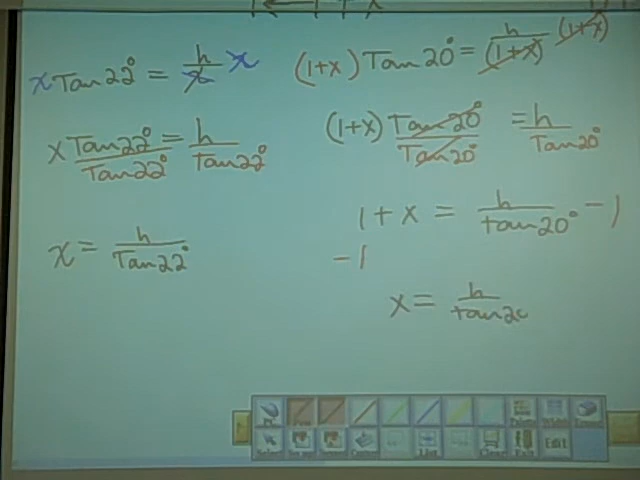 x Tan 22° = h/x x
x Tan 22°/Tan 22° = h/Tan 22°
x = h/Tan 22°
(1+x) Tan 20° = h/(1+x) (1+x)
(1+x) Tan 20°/Tan 20° = h/Tan 20°
1 + x = h/tan 20° - 1
- 1
x = h/tan 20
Edit